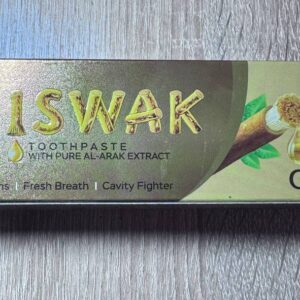 ISWAK
TOOTHPASTE
WITH PURE AL-ARAK EXTRACT
Fresh Breath | Cavity Fighter